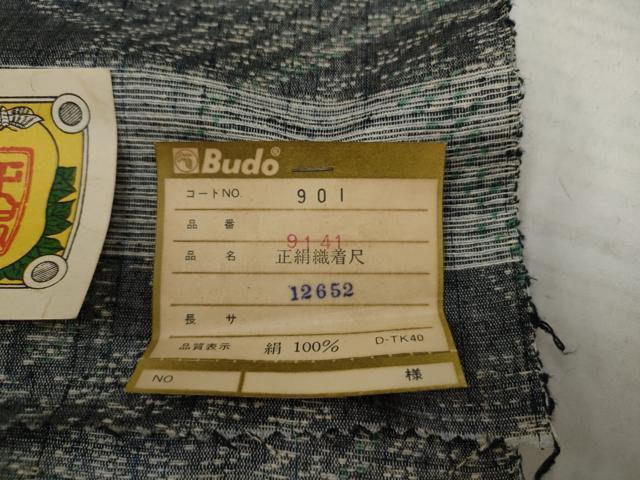 Budo®
コートNO. 901
品番
9141
品名 正絹織着尺
12652
長サ
品質表示 絹 100% D-TK40
NO. 様